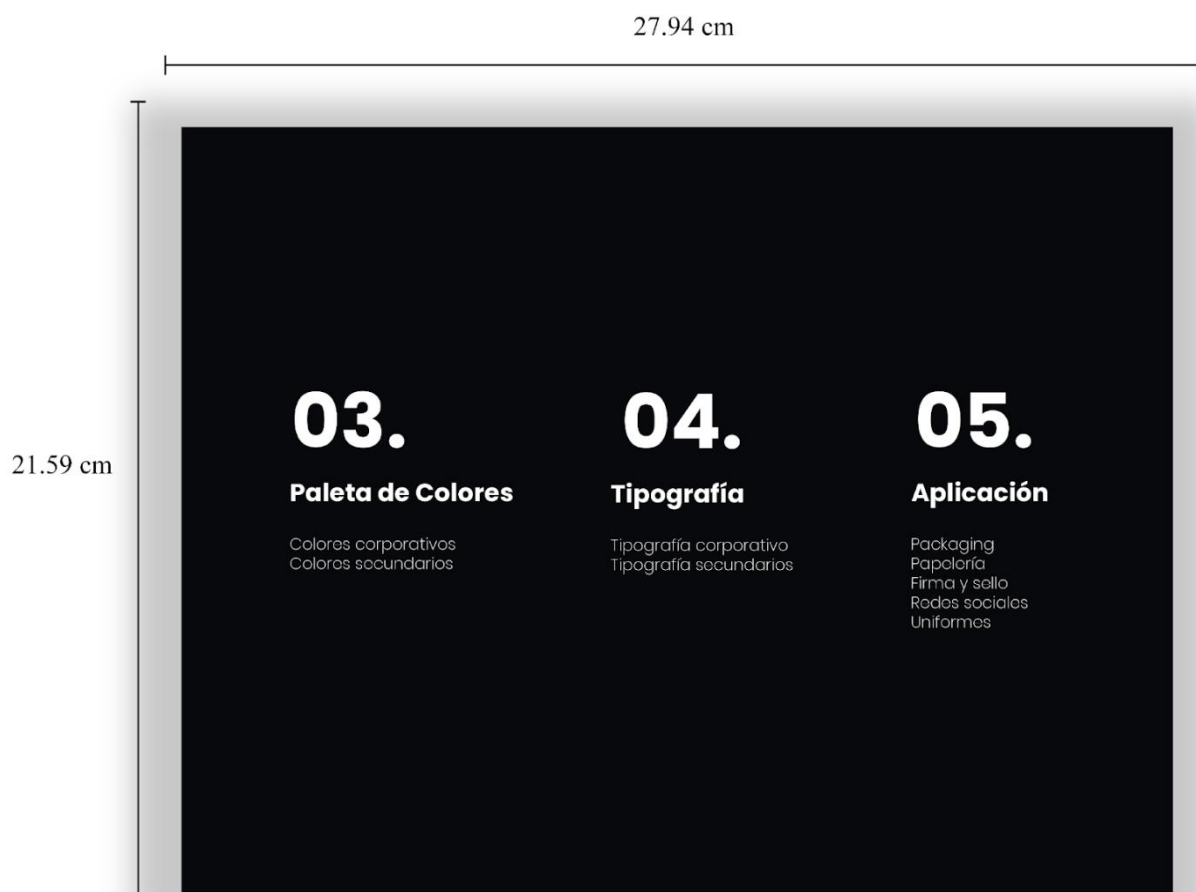 27.94 cm
21.59 cm
03.
Paleta de Colores
Colores corporativos
Colores secundarios
04.
Tipografía
Tipografía corporativo
Tipografía secundarios
05.
Aplicación
Packaging
Papelería
Firma y sello
Redes sociales
Uniformes